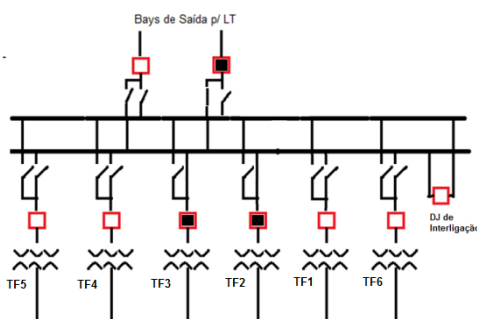 Bays de Saída p/ LT
DJ de
Interligação
TF5 TF4 TF3 TF2 TF1 TF6